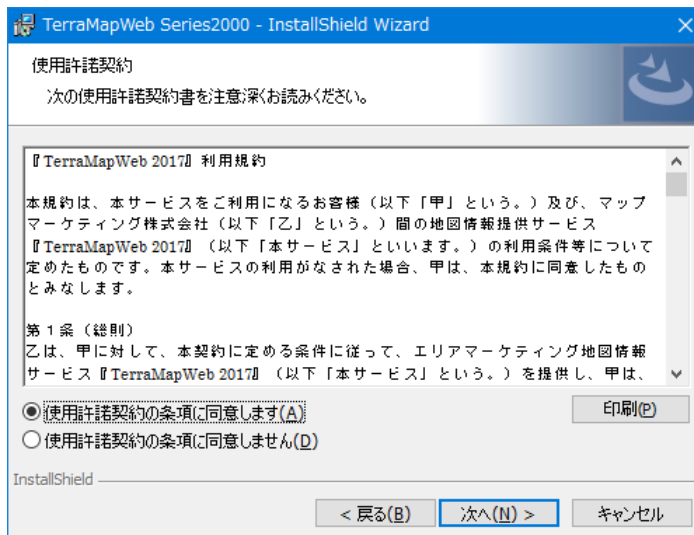 TerraMapWeb Series2000 - InstallShield Wizard
使用許諾契約
次の使用許諾契約書を注意深くお読みください。
『TerraMapWeb 2017』利用規約
本規約は、本サービスをご利用になるお客様（以下「甲」という。）及び、マップ
マーケティング株式会社（以下「乙」という。）間の地図情報提供サービス
『TerraMapWeb 2017』（以下「本サービス」といいます。）の利用条件等について
定めたものです。本サービスの利用がなされた場合、甲は、本規約に同意したもの
とみなします。
第１条（総則）
乙は、甲に対して、本契約に定める条件に従って、エリアマーケティング地図情報
サービス『TerraMapWeb 2017』（以下「本サービス」という。）を提供し、甲は、
使用許諾契約の条項に同意します(A)
印刷(P)
使用許諾契約の条項に同意しません(D)
InstallShield
< 戻る(B)
次へ(N) >
キャンセル